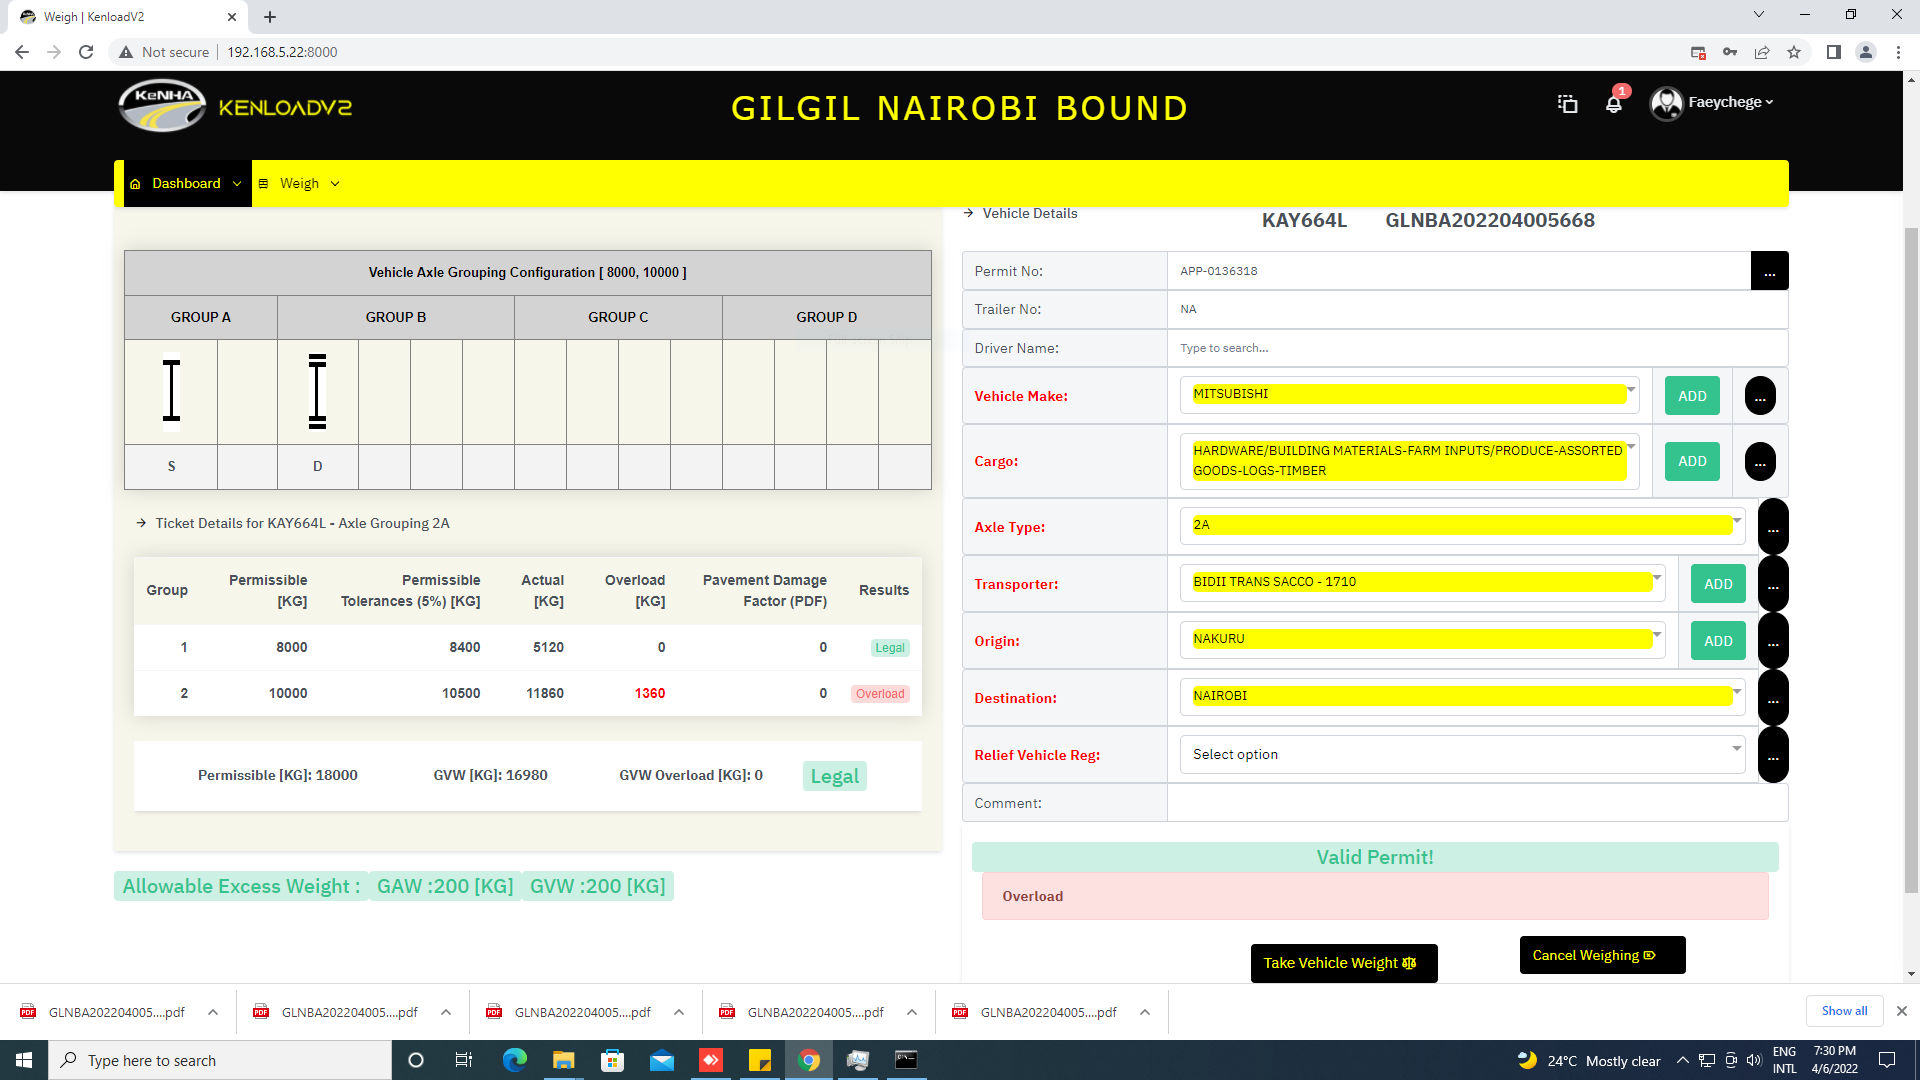 Weigh | KenloadV2
Not secure
192.168.5.22:8000
KeNHA
KENLOADV2
GILGIL NAIROBI BOUND
1
Faeychege
Dashboard
Weigh
Vehicle Details
KAY664L GLNBA202204005668
Vehicle Axle Grouping Configuration [ 8000, 10000 ]
GROUP A GROUP B GROUP C GROUP D
S D
Ticket Details for KAY664L - Axle Grouping 2A
Group Permissible [KG] Permissible Tolerances (5%) [KG] Actual [KG] Overload [KG] Pavement Damage Factor (PDF) Results
1 8000 8400 5120 0 0 Legal
2 10000 10500 11860 1360 0 Overload
Permissible [KG]: 18000 GVW [KG]: 16980 GVW Overload [KG]: 0 Legal
Allowable Excess Weight : GAW :200 [KG] GVW :200 [KG]
Permit No: APP-0136318 ...
Trailer No: NA
Driver Name: Type to search...
Vehicle Make: MITSUBISHI ADD ...
Cargo: HARDWARE/BUILDING MATERIALS-FARM INPUTS/PRODUCE-ASSORTED
GOODS-LOGS-TIMBER ADD ...
Axle Type: 2A ...
Transporter: BIDII TRANS SACCO - 1710 ADD ...
Origin: NAKURU ADD ...
Destination: NAIROBI ...
Relief Vehicle Reg: Select option ...
Comment:
Valid Permit!
Overload
Take Vehicle Weight
Cancel Weighing
GLNBA202204005....pdf GLNBA202204005....pdf GLNBA202204005....pdf GLNBA202204005....pdf GLNBA202204005....pdf Show all
Type here to search
24°C Mostly clear
ENG
INTL
7:30 PM
4/6/2022